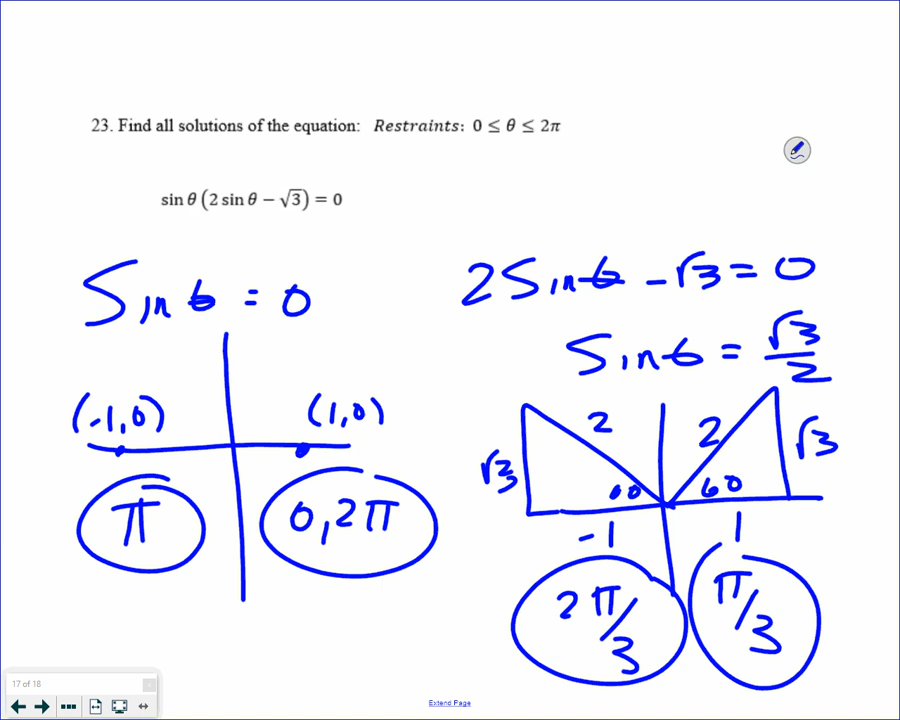 23. Find all solutions of the equation: Restraints: 0 ≤ θ ≤ 2π
sin θ (2 sin θ − √3) = 0
Sin θ = 0
(-1,0)
(1,0)
π
0, 2π
2 Sin θ - √3 = 0
Sin θ = √3/2
2
2
√3
√3
60
60
-1
1
2π/3
π/3
17 of 18
Extend Page